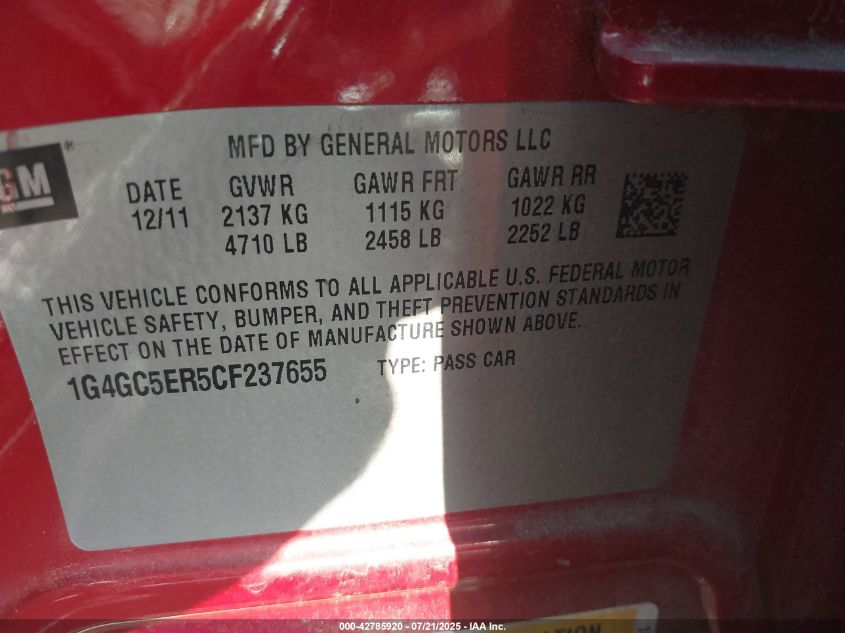 GM
®
MFD BY GENERAL MOTORS LLC
DATE GVWR GAWR FRT GAWR RR
12/11 2137 KG 1115 KG 1022 KG
4710 LB 2458 LB 2252 LB
THIS VEHICLE CONFORMS TO ALL APPLICABLE U.S. FEDERAL MOTOR
VEHICLE SAFETY, BUMPER, AND THEFT PREVENTION STANDARDS IN
EFFECT ON THE DATE OF MANUFACTURE SHOWN ABOVE.
1G4GC5ER5CF237655 TYPE: PASS CAR
000-42785920 - 07/21/2025 - IAA Inc.